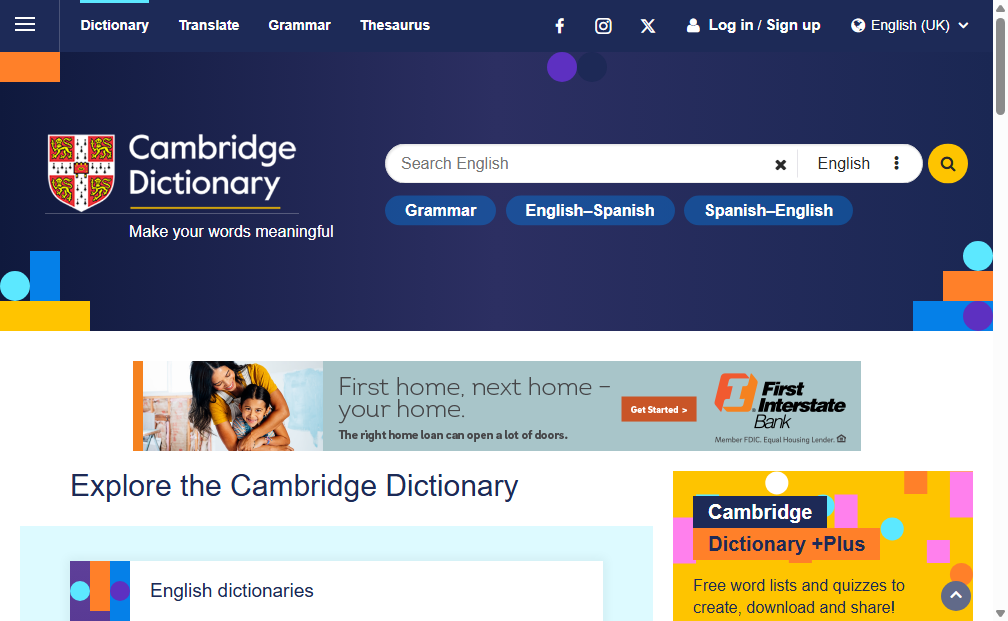 Dictionary Translate Grammar Thesaurus Log in / Sign up English (UK)
Cambridge
Dictionary
Make your words meaningful
Search English English
Grammar English–Spanish Spanish–English
First home, next home –
your home.
The right home loan can open a lot of doors.
Get Started >
First
Interstate
Bank
Member FDIC. Equal Housing Lender.
Explore the Cambridge Dictionary
English dictionaries
Cambridge
Dictionary +Plus
Free word lists and quizzes to
create, download and share!